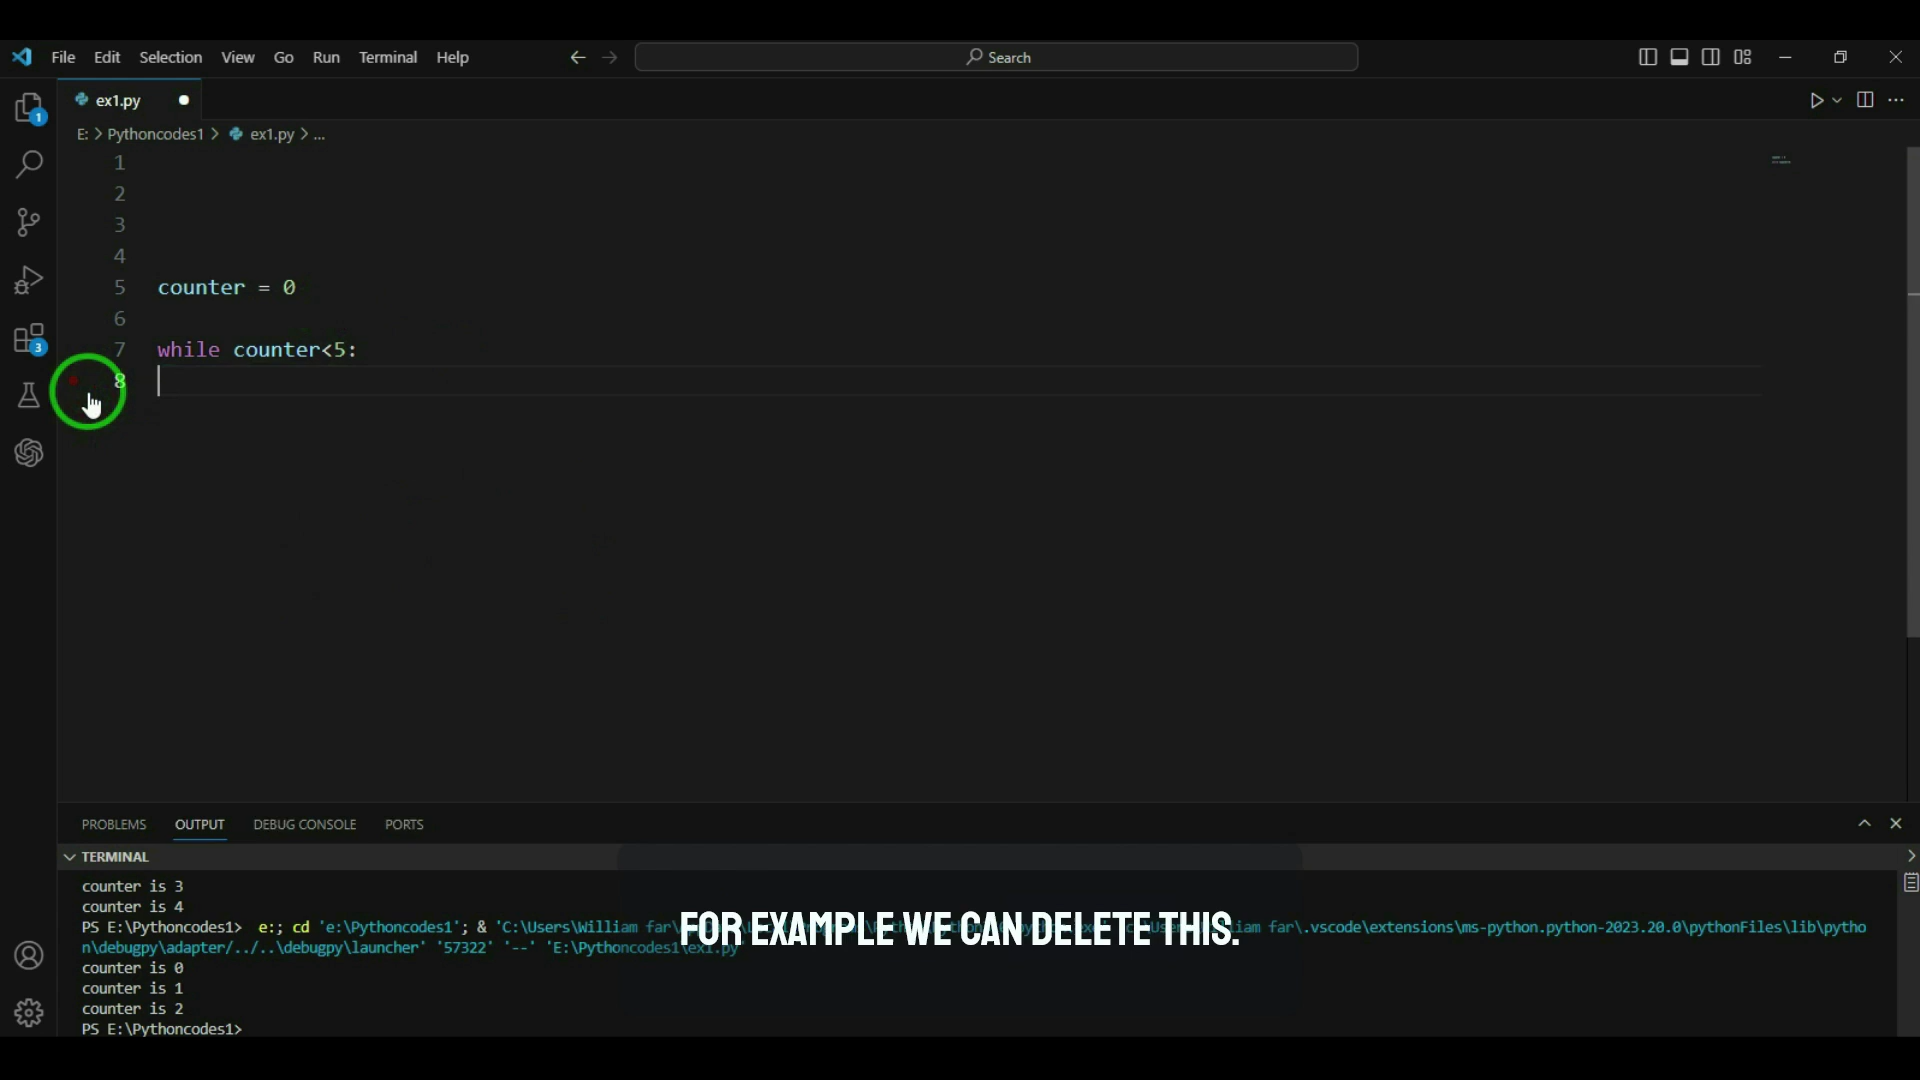 File Edit Selection View Go Run Terminal Help
Search
ex1.py
1
E: > Pythoncodes1 > ex1.py > ...
1
2
3
4
5 counter = 0
6
7 while counter<5:
3
8
PROBLEMS OUTPUT DEBUG CONSOLE PORTS
TERMINAL
counter is 3
counter is 4
PS E:\Pythoncodes1> e:; cd 'e:\Pythoncodes1'; & 'C:\Users\William far\ iam far\.vscode\extensions\ms-python.python-2023.20.0\pythonFiles\lib\pytho
FOR EXAMPLE WE CAN DELETE THIS.
n\debugpy\adapter/../..\debugpy\launcher' '57322' '--' 'E:\Pythoncodes1\ex1.py'
counter is 0
counter is 1
counter is 2
PS E:\Pythoncodes1>